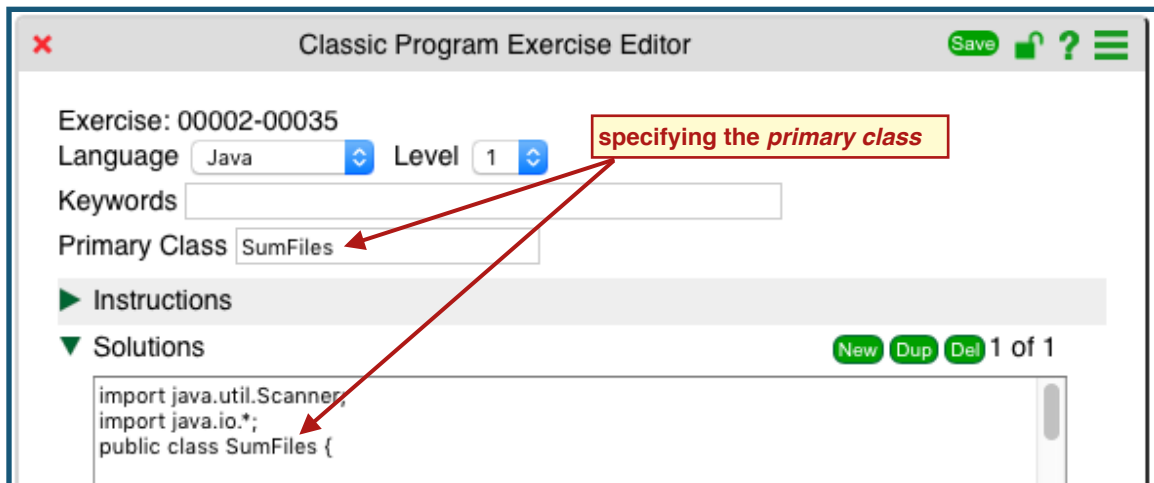 Classic Program Exercise Editor Save ?
Exercise: 00002-00035
specifying the primary class
Language Java Level 1
Keywords
Primary Class SumFiles
Instructions
Solutions New Dup Del 1 of 1
import java.util.Scanner;
import java.io.*;
public class SumFiles {